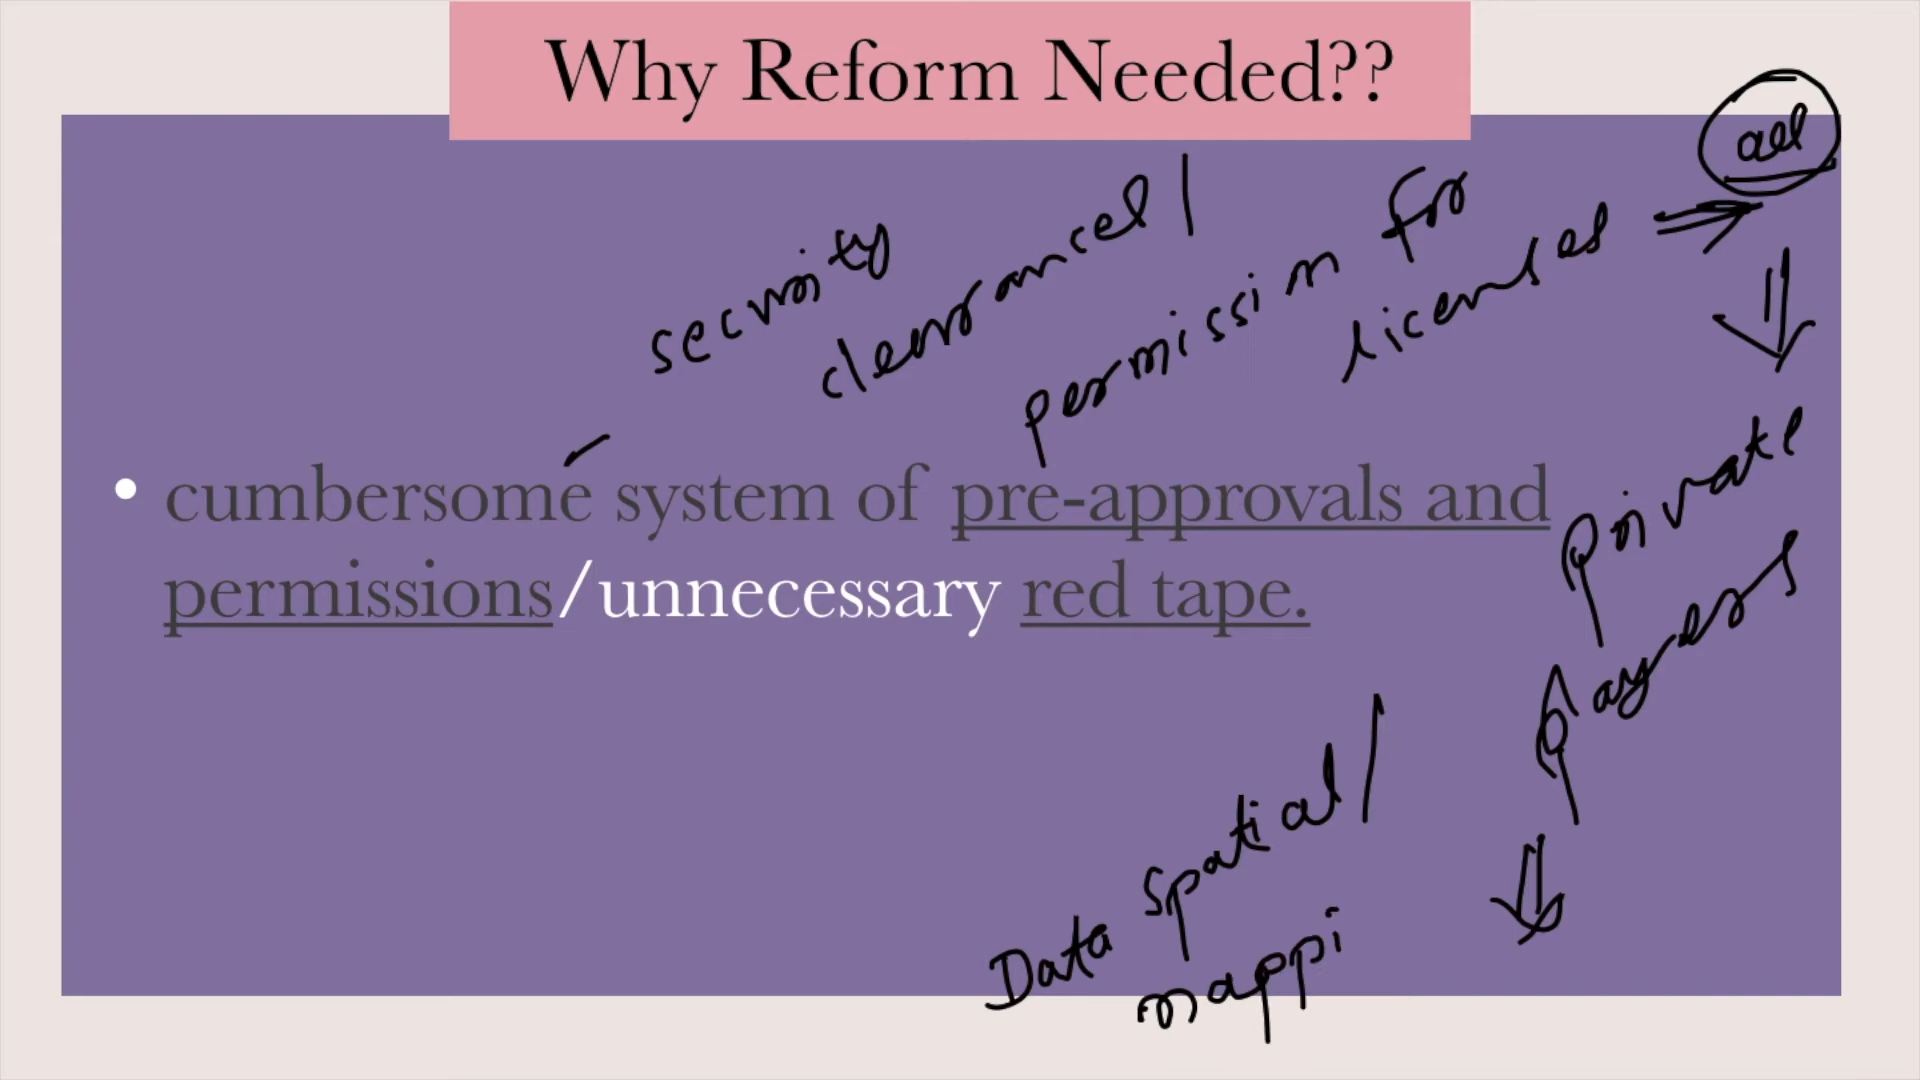 Why Reform Needed??
all
security
clearance/
permission for
licenses
• cumbersome system of pre-approvals and
permissions/unnecessary red tape.
private
players
Data spatial/
mappi